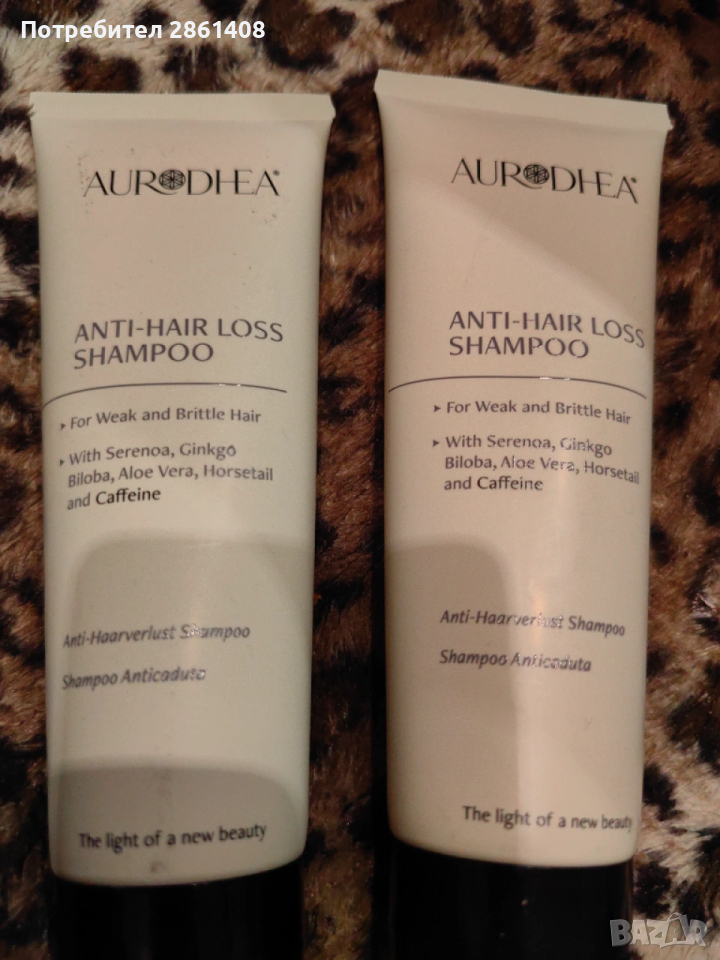 Потребител 2861408
AURODHEA®
ANTI-HAIR LOSS
SHAMPOO
▸ For Weak and Brittle Hair
▸ With Serenoa, Ginkgo
Biloba, Aloe Vera, Horsetail
and Caffeine
Anti-Haarverlust Shampoo
Shampoo Anticaduta
The light of a new beauty
AURODHEA®
ANTI-HAIR LOSS
SHAMPOO
▸ For Weak and Brittle Hair
▸ With Serenoa, Ginkgo
Biloba, Aloe Vera, Horsetail
and Caffeine
Anti-Haarverlust Shampoo
Shampoo Anticaduta
The light of a new beauty
BAZAR